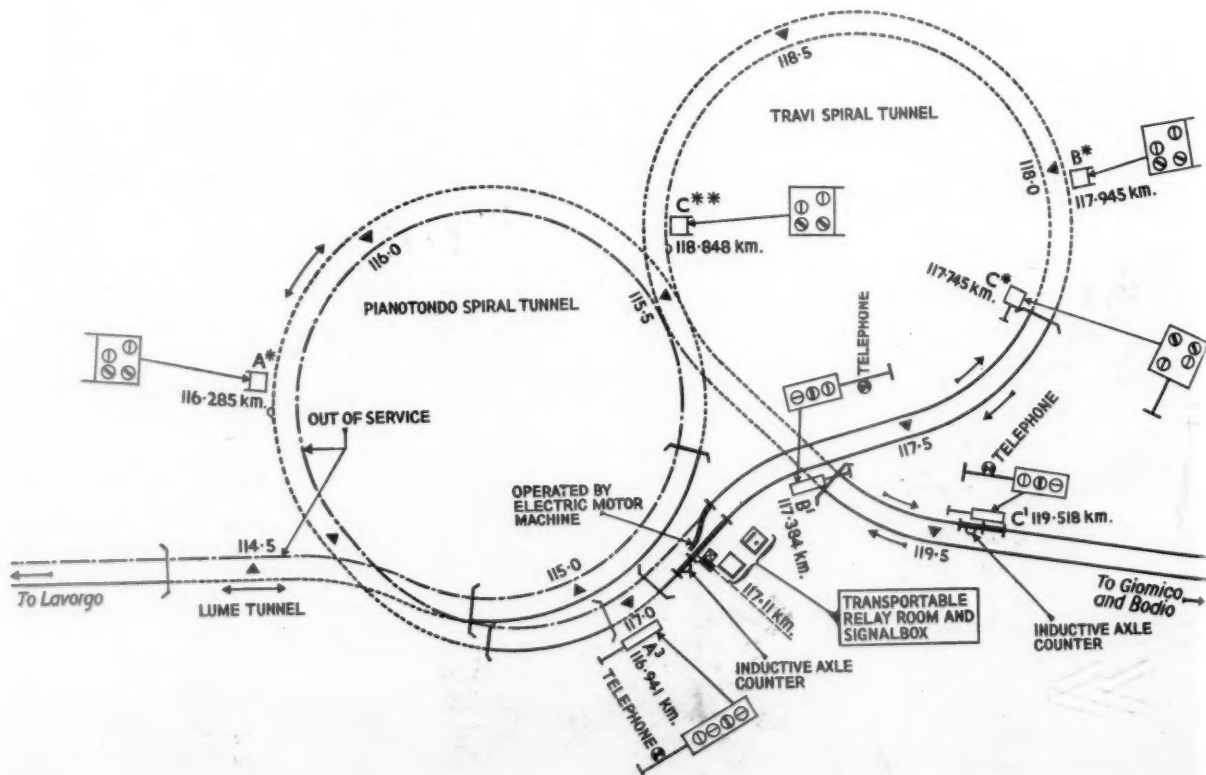 118·5
TRAVI SPIRAL TUNNEL
118·0
B*
117·945 km.
C**
118·848 km.
116·0
115·5
117·745 km.
C*
PIANOTONDO SPIRAL TUNNEL
TELEPHONE
A*
116·285 km.
OUT OF SERVICE
117·5
TELEPHONE
OPERATED BY
ELECTRIC MOTOR
MACHINE
B¹
117·384 km.
C¹ 119·518 km.
119·5
114·5
To Lavorgo
LUME TUNNEL
115·0
117·0
117·11 km.
To Giornico
and Bodio
TRANSPORTABLE
RELAY ROOM AND
SIGNALBOX
INDUCTIVE AXLE
COUNTER
A³
116·941 km.
INDUCTIVE AXLE
COUNTER
TELEPHONE